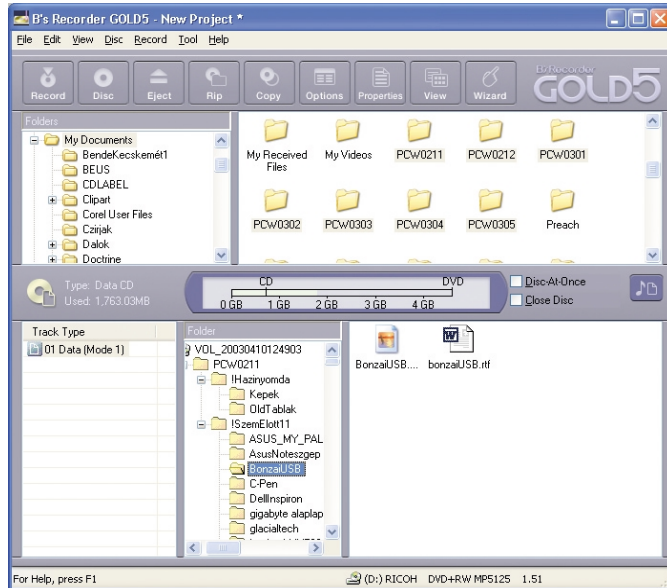 B's Recorder GOLD5 - New Project *
File Edit View Disc Record Tool Help
Record Disc Eject Rip Copy Options Properties View Wizard
B's Recorder
GOLD5
Folders
My Documents
BendeKecskemét1
BEUS
CDLABEL
Clipart
Corel User Files
Czirjak
Dalok
Doctrine
My Received Files
My Videos
PCW0211
PCW0212
PCW0301
PCW0302
PCW0303
PCW0304
PCW0305
Preach
Type: Data CD
Used: 1,763.03MB
CD DVD
0 GB 1 GB 2 GB 3 GB 4 GB
Disc-At-Once
Close Disc
Track Type
01 Data (Mode 1)
Folder
VOL_20030410124903
PCW0211
!Hazinyomda
Kepek
OldTablak
!SzemElott11
ASUS_MY_PAL
AsusNoteszgep
BonzaiUSB
C-Pen
DellInspiron
gigabyte alaplap
glacialtech
BonzaiUSB....
bonzaiUSB.rtf
For Help, press F1
(D:) RICOH DVD+RW MP5125 1.51